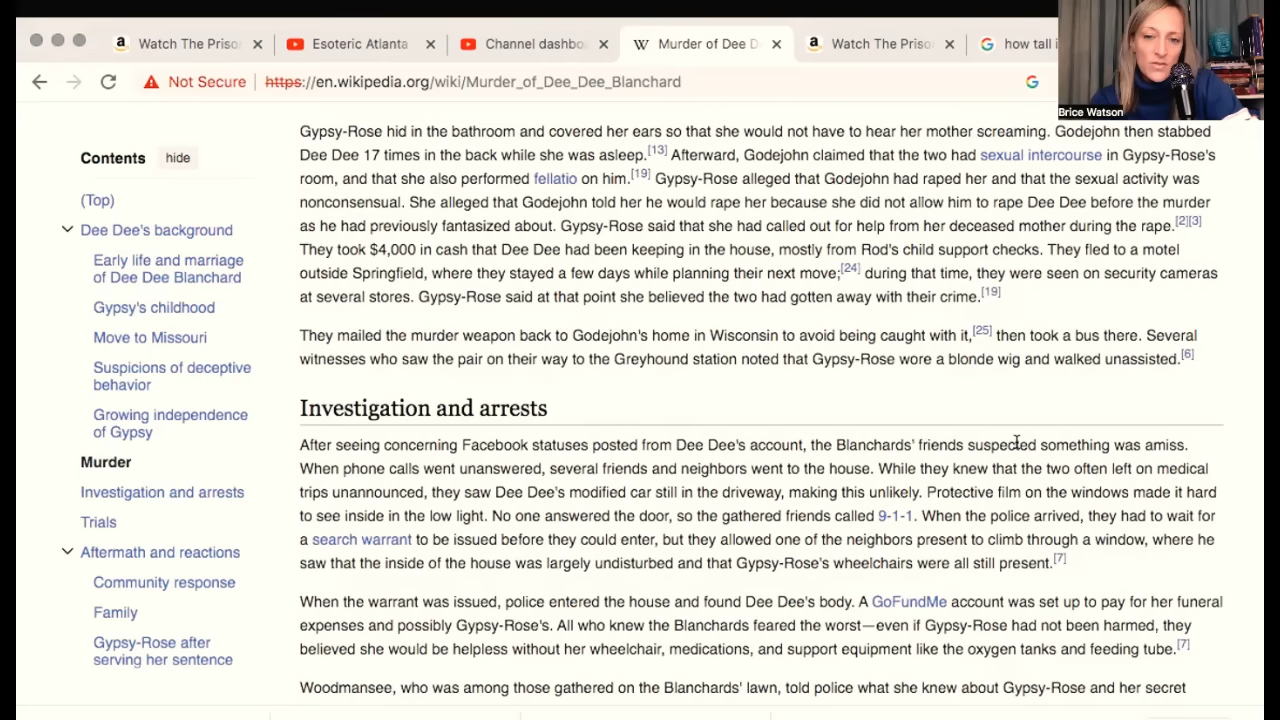 Watch The Priso
Esoteric Atlanta
Channel dashbo
W Murder of Dee D
Watch The Priso
how tall i
Not Secure
https://en.wikipedia.org/wiki/Murder_of_Dee_Dee_Blanchard
Brice Watson
Contents hide
(Top)
Dee Dee's background
Early life and marriage
of Dee Dee Blanchard
Gypsy's childhood
Move to Missouri
Suspicions of deceptive
behavior
Growing independence
of Gypsy
Murder
Investigation and arrests
Trials
Aftermath and reactions
Community response
Family
Gypsy-Rose after
serving her sentence
Gypsy-Rose hid in the bathroom and covered her ears so that she would not have to hear her mother screaming. Godejohn then stabbed
Dee Dee 17 times in the back while she was asleep.[13] Afterward, Godejohn claimed that the two had sexual intercourse in Gypsy-Rose's
room, and that she also performed fellatio on him.[19] Gypsy-Rose alleged that Godejohn had raped her and that the sexual activity was
nonconsensual. She alleged that Godejohn told her he would rape her because she did not allow him to rape Dee Dee before the murder
as he had previously fantasized about. Gypsy-Rose said that she had called out for help from her deceased mother during the rape.[2][3]
They took $4,000 in cash that Dee Dee had been keeping in the house, mostly from Rod's child support checks. They fled to a motel
outside Springfield, where they stayed a few days while planning their next move;[24] during that time, they were seen on security cameras
at several stores. Gypsy-Rose said at that point she believed the two had gotten away with their crime.[19]
They mailed the murder weapon back to Godejohn's home in Wisconsin to avoid being caught with it,[25] then took a bus there. Several
witnesses who saw the pair on their way to the Greyhound station noted that Gypsy-Rose wore a blonde wig and walked unassisted.[6]
Investigation and arrests
After seeing concerning Facebook statuses posted from Dee Dee's account, the Blanchards' friends suspected something was amiss.
When phone calls went unanswered, several friends and neighbors went to the house. While they knew that the two often left on medical
trips unannounced, they saw Dee Dee's modified car still in the driveway, making this unlikely. Protective film on the windows made it hard
to see inside in the low light. No one answered the door, so the gathered friends called 9-1-1. When the police arrived, they had to wait for
a search warrant to be issued before they could enter, but they allowed one of the neighbors present to climb through a window, where he
saw that the inside of the house was largely undisturbed and that Gypsy-Rose's wheelchairs were all still present.[7]
When the warrant was issued, police entered the house and found Dee Dee's body. A GoFundMe account was set up to pay for her funeral
expenses and possibly Gypsy-Rose's. All who knew the Blanchards feared the worst—even if Gypsy-Rose had not been harmed, they
believed she would be helpless without her wheelchair, medications, and support equipment like the oxygen tanks and feeding tube.[7]
Woodmansee, who was among those gathered on the Blanchards' lawn, told police what she knew about Gypsy-Rose and her secret